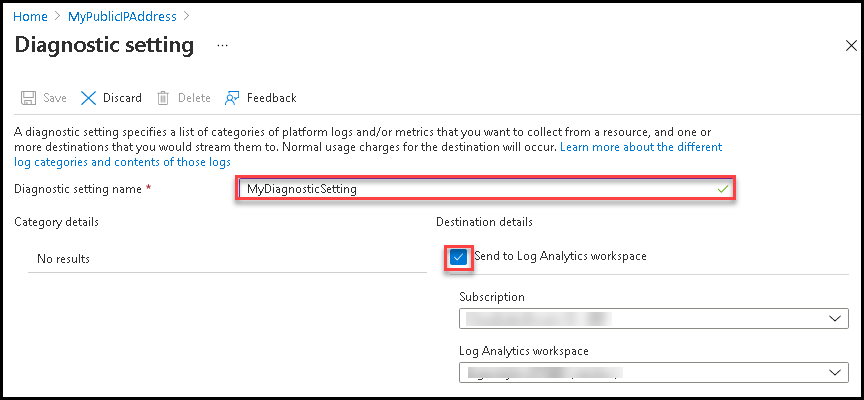 Home > MyPublicIPAddress >
Diagnostic setting ...
Save Discard Delete Feedback
A diagnostic setting specifies a list of categories of platform logs and/or metrics that you want to collect from a resource, and one or
more destinations that you would stream them to. Normal usage charges for the destination will occur. Learn more about the different
log categories and contents of those logs
Diagnostic setting name * MyDiagnosticSetting
Category details
Destination details
No results
Send to Log Analytics workspace
Subscription
Log Analytics workspace